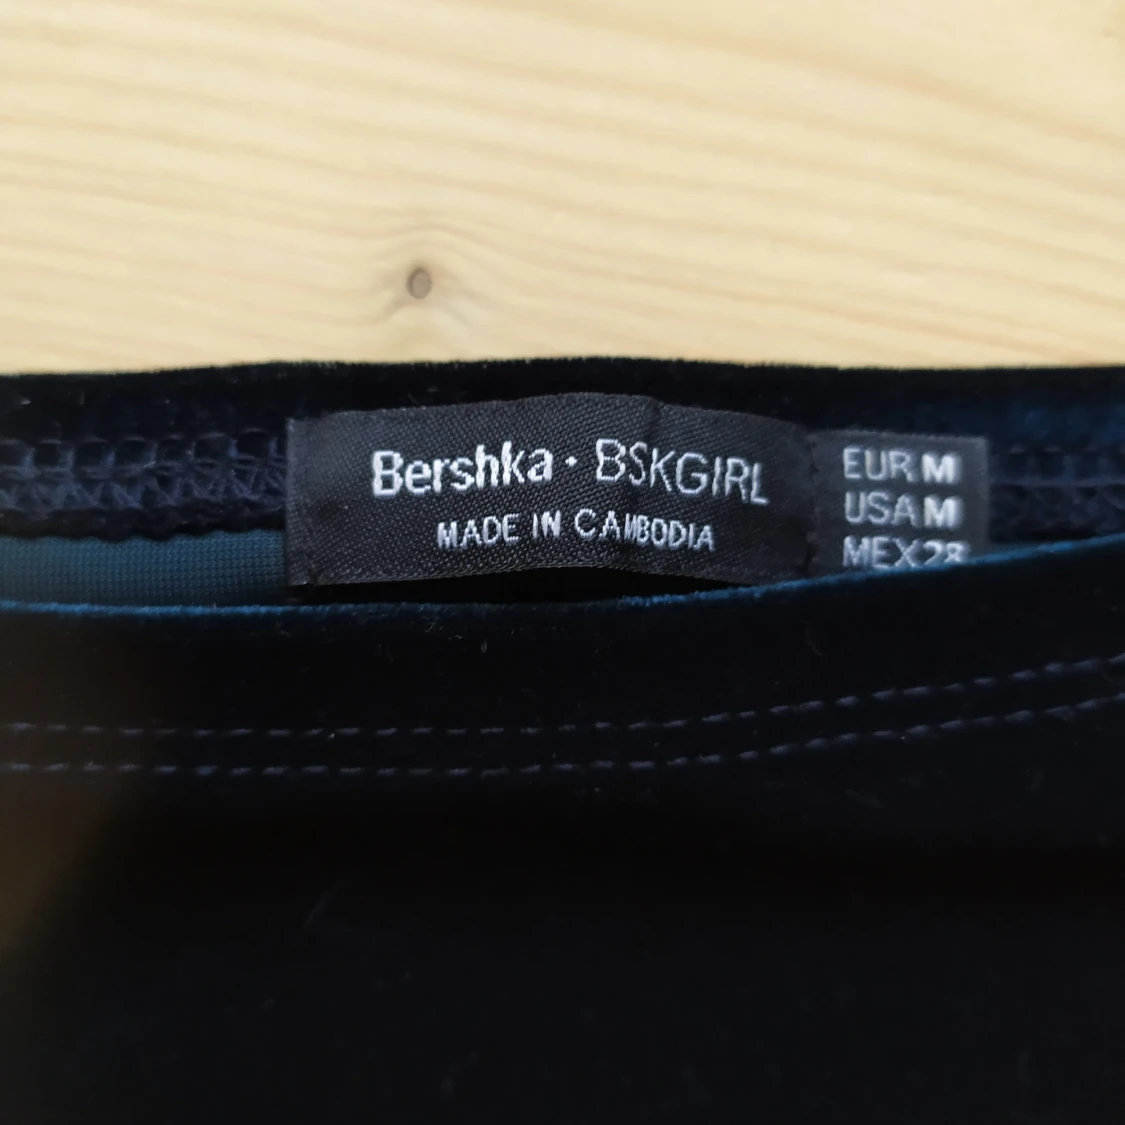 Bershka · BSKGIRL
MADE IN CAMBODIA
EUR M
USA M
MEX 28